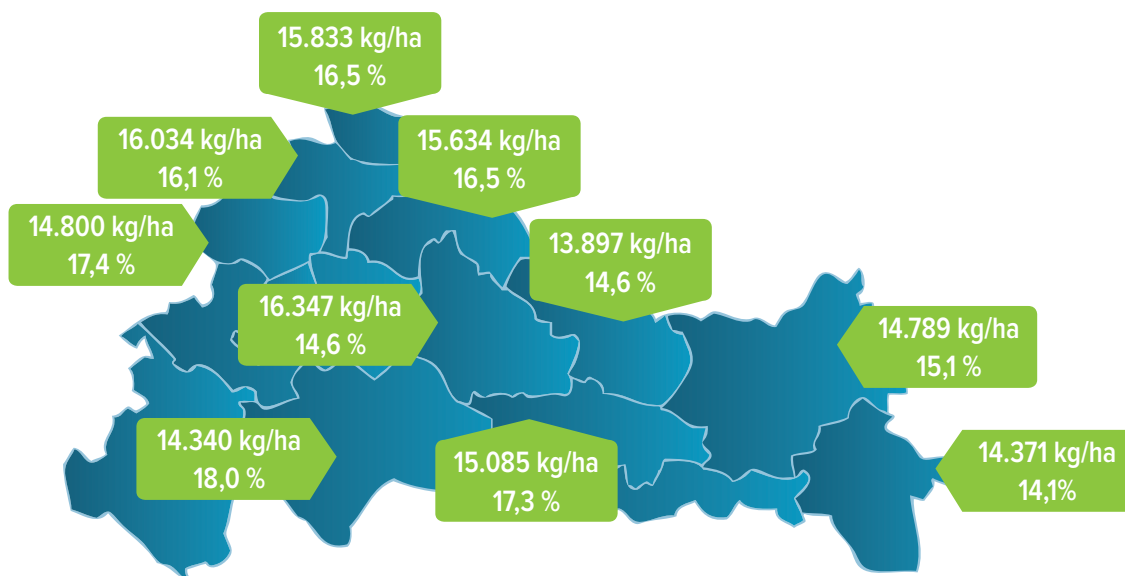 15.833 kg/ha
16,5 %
16.034 kg/ha
16,1 %
15.634 kg/ha
16,5 %
14.800 kg/ha
17,4 %
13.897 kg/ha
14,6 %
16.347 kg/ha
14,6 %
14.789 kg/ha
15,1 %
14.340 kg/ha
18,0 %
15.085 kg/ha
17,3 %
14.371 kg/ha
14,1%